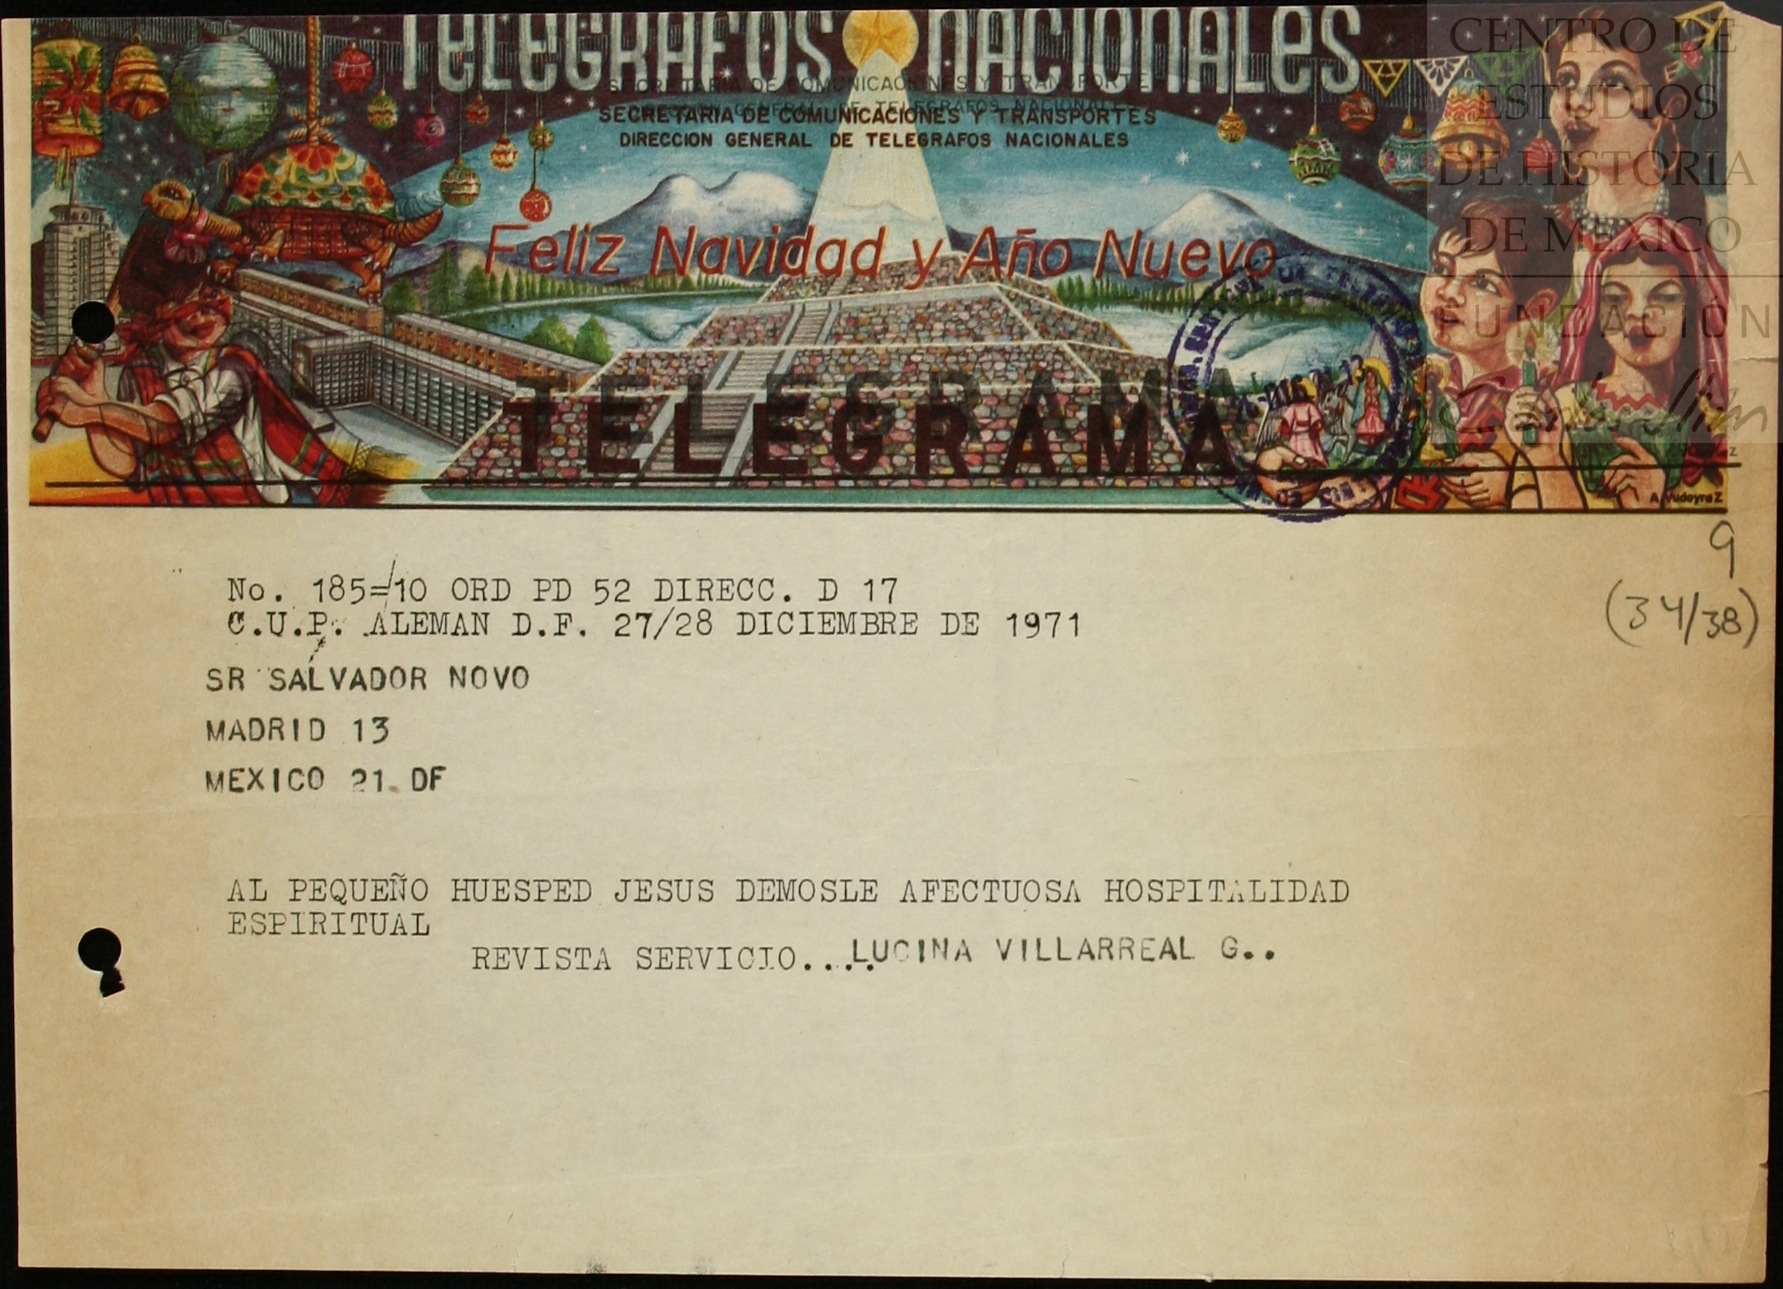 TELEGRAFOS NACIONALES
SECRETARIA DE COMUNICACIONES Y TRANSPORTES
DIRECCION GENERAL DE TELEGRAFOS NACIONALES
Feliz Navidad y Año Nuevo
TELEGRAMA
A. Yudoyra Z
CENTRO DE
ESTUDIOS
DE HISTORIA
DE MEXICO
FUNDACIÓN
Carlos Slim
9
(34/38)
No. 185=/10 ORD PD 52 DIRECC. D 17
C.U.P. ALEMAN D.F. 27/28 DICIEMBRE DE 1971
SR SALVADOR NOVO
MADRID 13
MEXICO 21 DF
AL PEQUEÑO HUESPED JESUS DEMOSLE AFECTUOSA HOSPITALIDAD
ESPIRITUAL
REVISTA SERVICIO.... LUCINA VILLARREAL G..